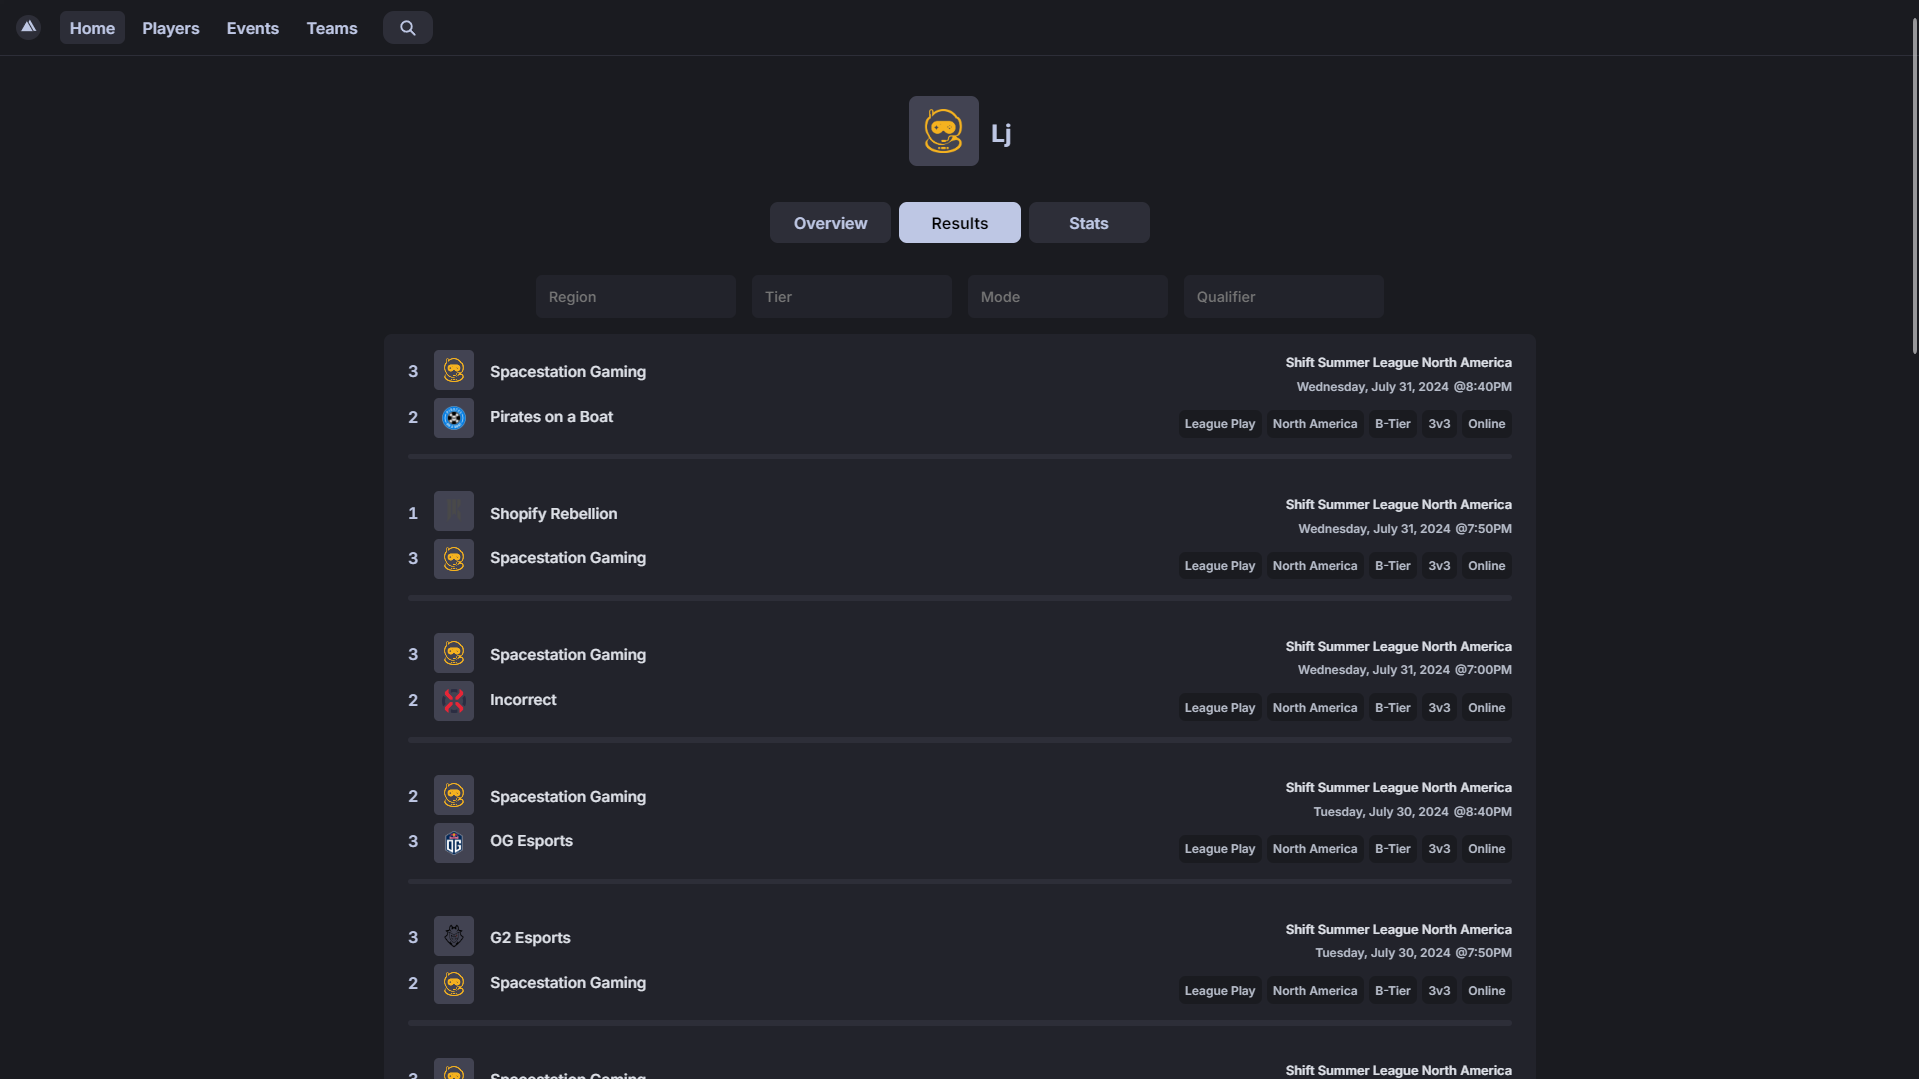 Home Players Events Teams
Lj
Overview Results Stats
Region Tier Mode Qualifier
3 Spacestation Gaming
2 Pirates on a Boat
Shift Summer League North America
Wednesday, July 31, 2024 @8:40PM
League Play North America B-Tier 3v3 Online
1 Shopify Rebellion
3 Spacestation Gaming
Shift Summer League North America
Wednesday, July 31, 2024 @7:50PM
League Play North America B-Tier 3v3 Online
3 Spacestation Gaming
2 Incorrect
Shift Summer League North America
Wednesday, July 31, 2024 @7:00PM
League Play North America B-Tier 3v3 Online
2 Spacestation Gaming
3 OG Esports
Shift Summer League North America
Tuesday, July 30, 2024 @8:40PM
League Play North America B-Tier 3v3 Online
3 G2 Esports
2 Spacestation Gaming
Shift Summer League North America
Tuesday, July 30, 2024 @7:50PM
League Play North America B-Tier 3v3 Online
Spacestation Gaming
Shift Summer League North America